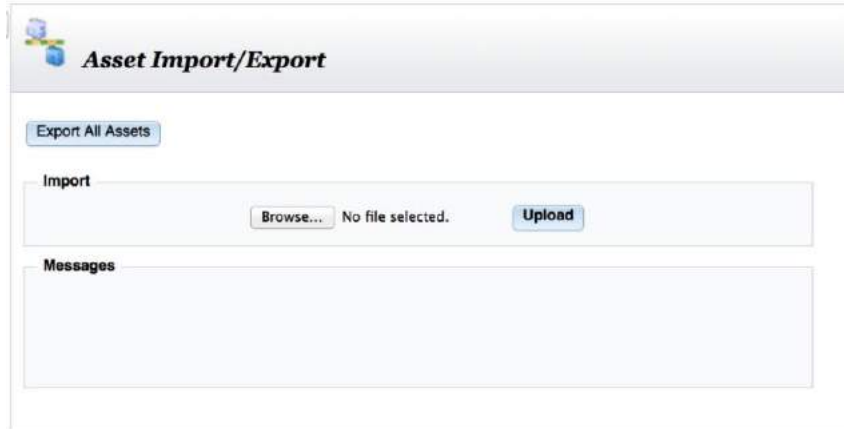 Asset Import/Export
Export All Assets
Import
Browse... No file selected. Upload
Messages